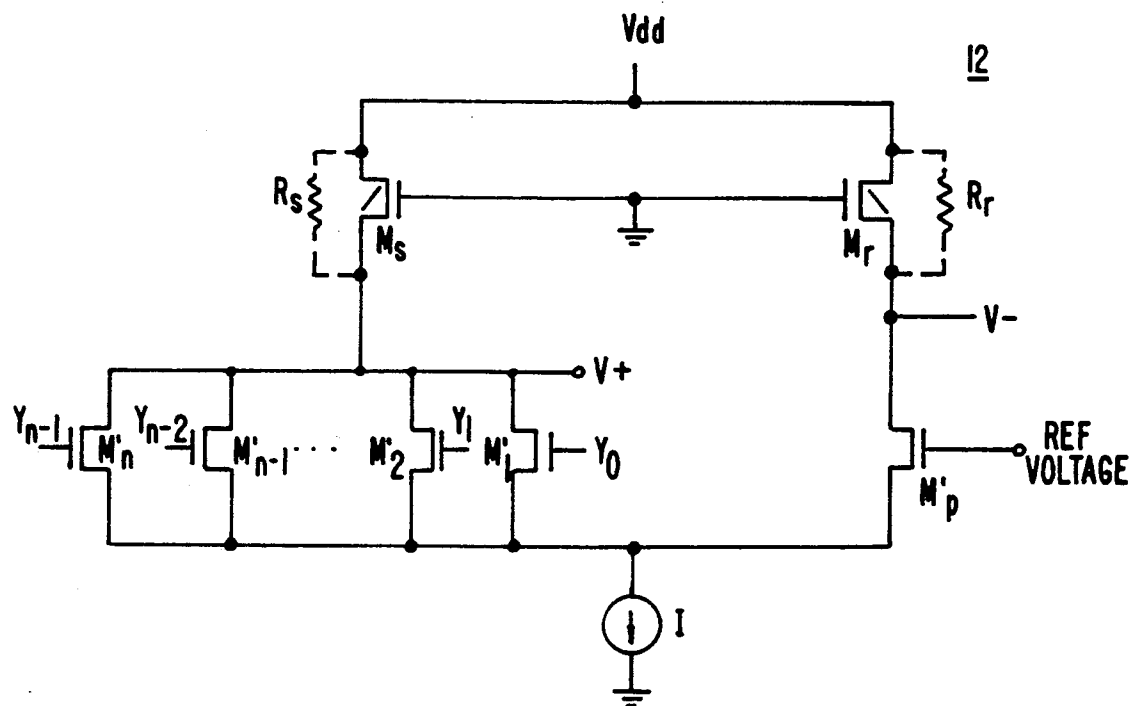 Vdd
12
Rs
Ms
Mr
Rr
V-
V+
Yn-1
M'n
Yn-2
M'n-1
...
M'2
Y1
M'1
Y0
REF
VOLTAGE
M'p
I